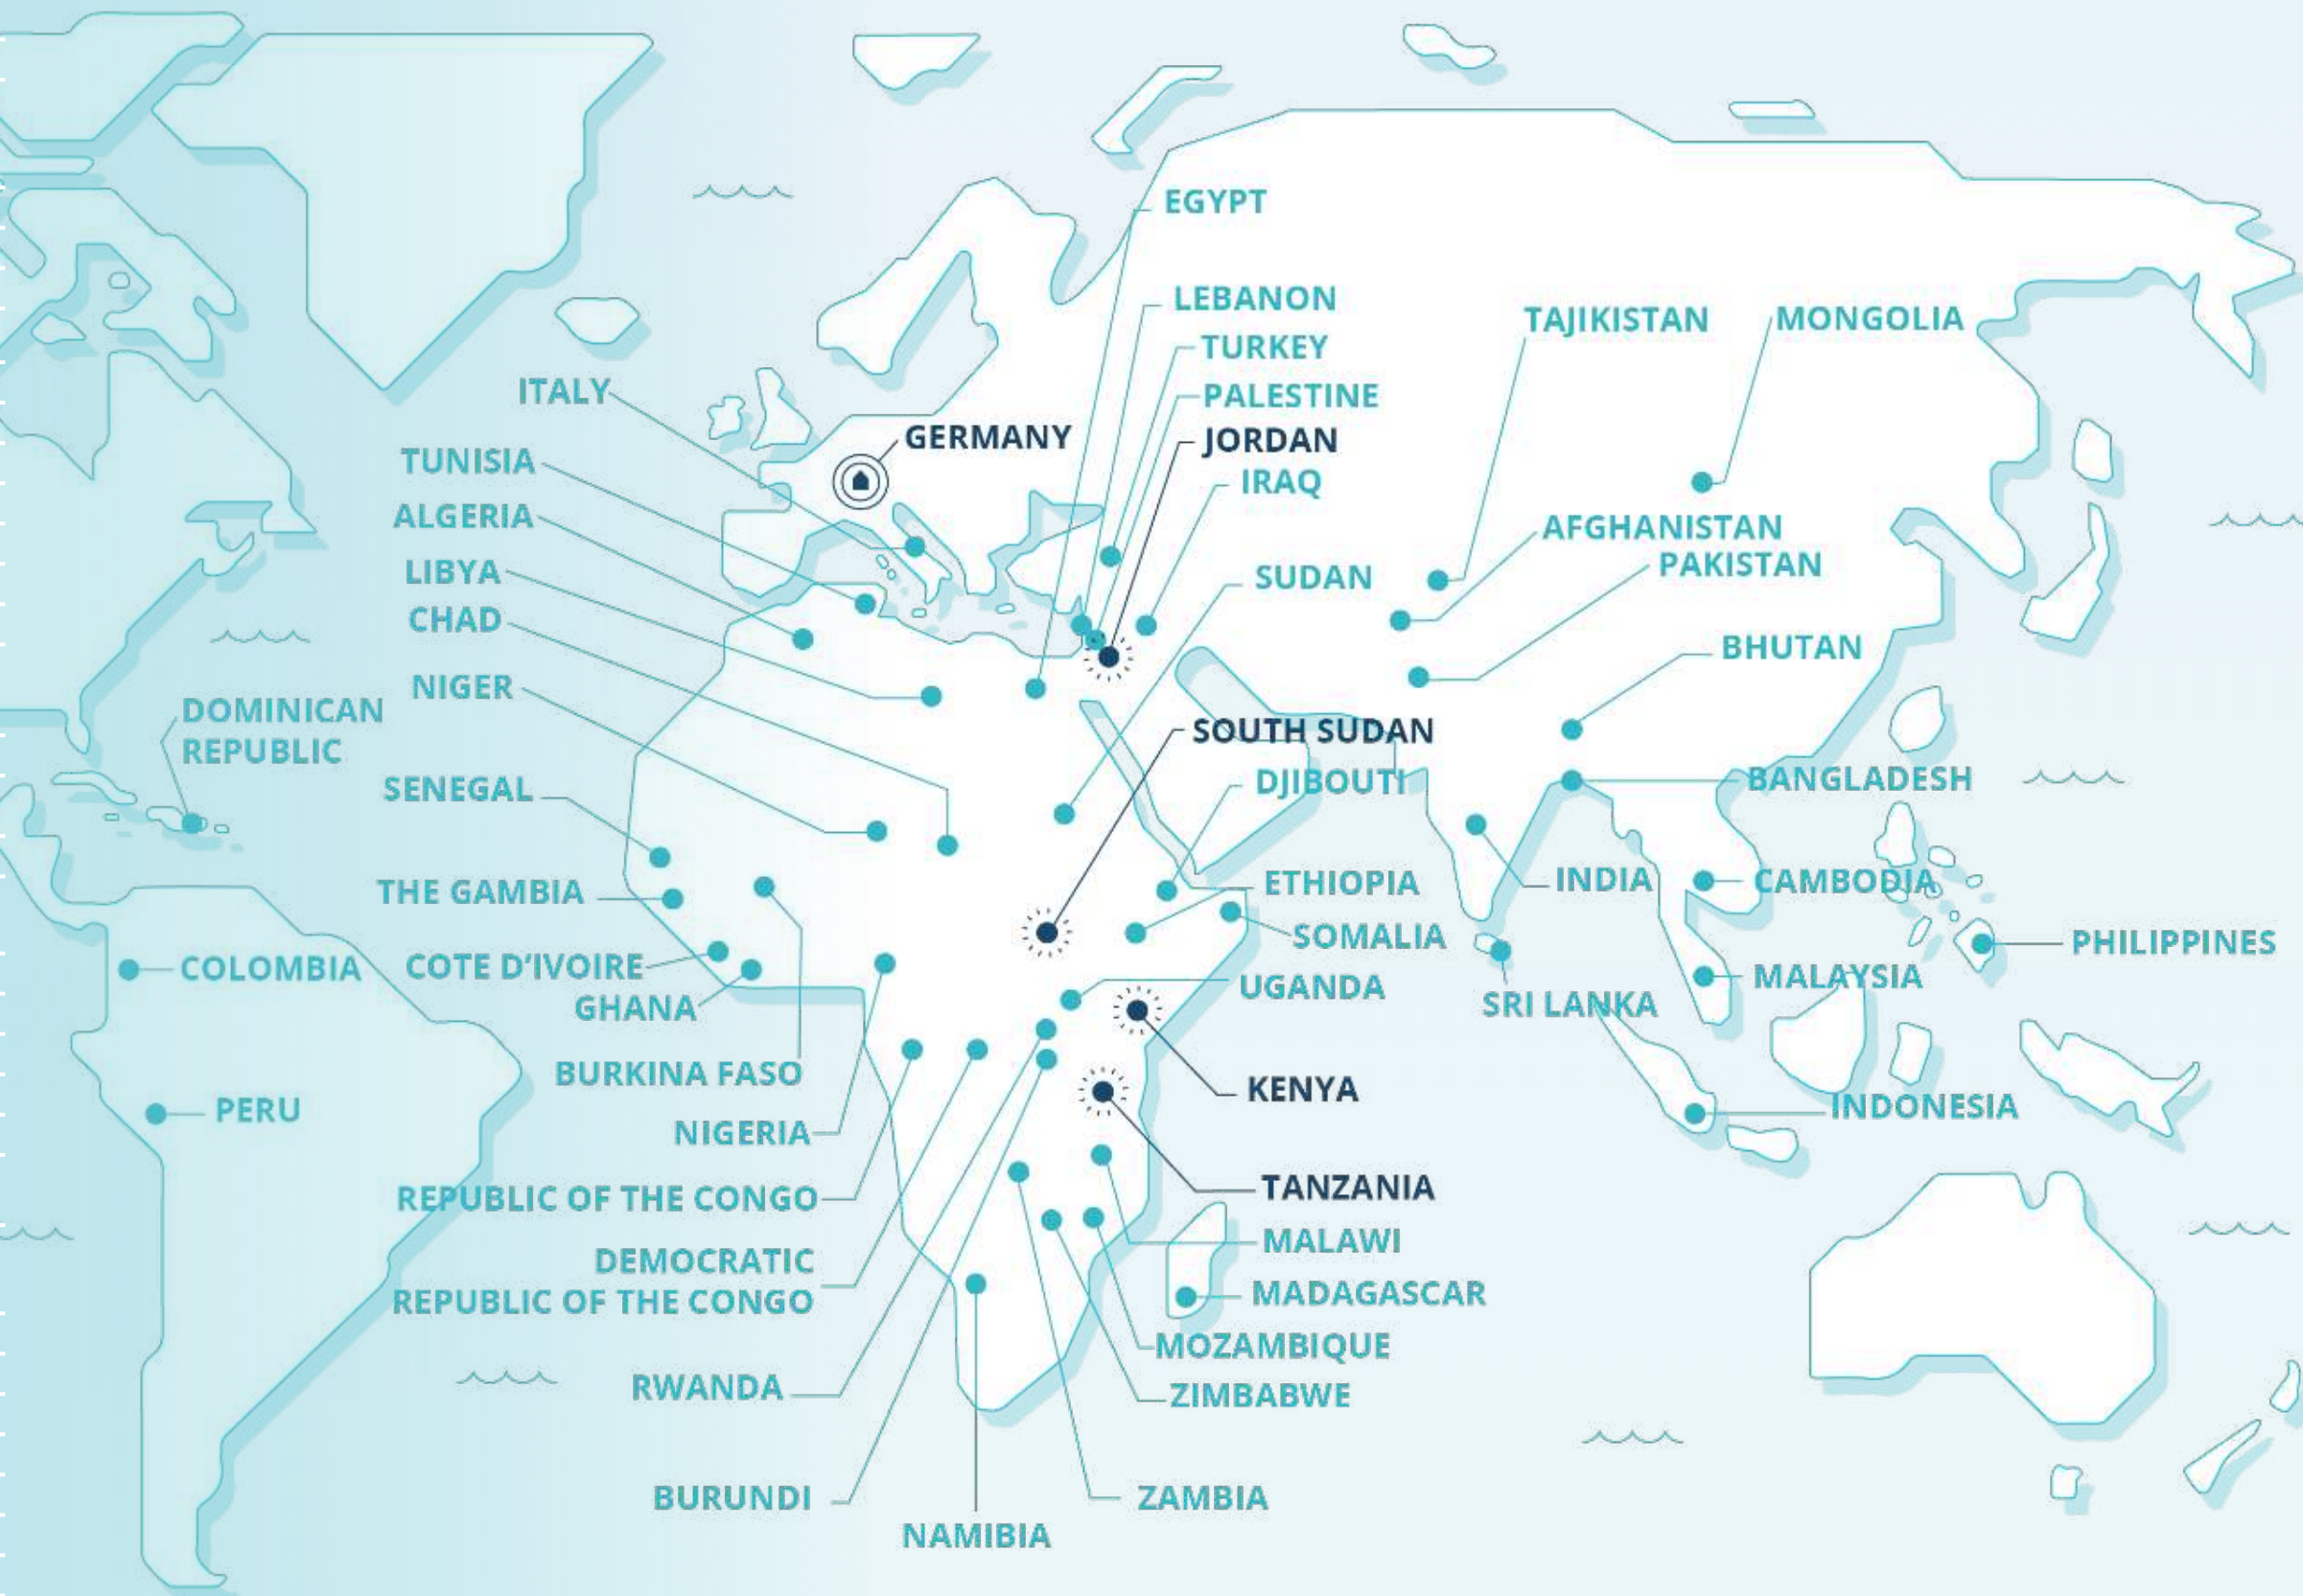 EGYPT
LEBANON
TAJIKISTAN
MONGOLIA
TURKEY
ITALY
PALESTINE
GERMANY
JORDAN
TUNISIA
IRAQ
ALGERIA
AFGHANISTAN
PAKISTAN
LIBYA
SUDAN
CHAD
BHUTAN
NIGER
DOMINICAN
REPUBLIC
SOUTH SUDAN
DJIBOUTI
BANGLADESH
SENEGAL
THE GAMBIA
ETHIOPIA
INDIA
CAMBODIA
SOMALIA
PHILIPPINES
COLOMBIA
COTE D'IVOIRE
UGANDA
MALAYSIA
GHANA
SRI LANKA
BURKINA FASO
KENYA
PERU
INDONESIA
NIGERIA
REPUBLIC OF THE CONGO
TANZANIA
MALAWI
DEMOCRATIC
REPUBLIC OF THE CONGO
MADAGASCAR
MOZAMBIQUE
RWANDA
ZIMBABWE
BURUNDI
ZAMBIA
NAMIBIA